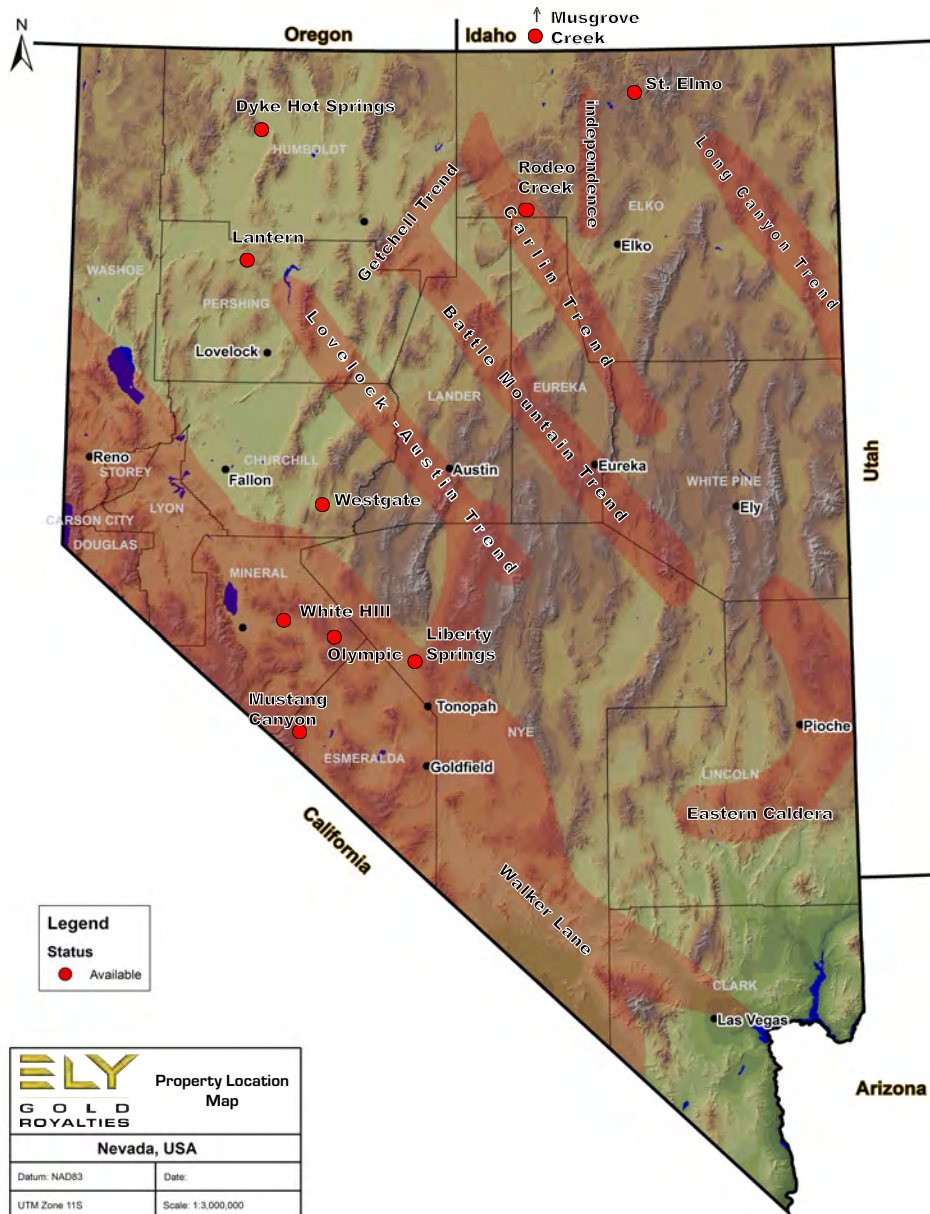 N
Oregon
Idaho
↑ Musgrove
Creek
St. Elmo
Dyke Hot Springs
HUMBOLDT
independence
Long Canyon Trend
Getchell Trend
Rodeo
Creek
Carlin Trend
ELKO
Elko
Lantern
WASHOE
PERSHING
Lovelock
Lovelock -Austin Trend
Battle Mountain Trend
LANDER
EUREKA
Utah
Reno
STOREY
CHURCHILL
Fallon
Austin
Eureka
WHITE PINE
Ely
LYON
Westgate
CARSON CITY
DOUGLAS
MINERAL
White HIll
Olympic
Liberty
Springs
Mustang
Canyon
Tonopah
NYE
Pioche
ESMERALDA
Goldfield
LINCOLN
Eastern Caldera
California
Walker Lane
CLARK
Las Vegas
Arizona
Legend
Status
Available
ELY
GOLD
ROYALTIES
Property Location
Map
Nevada, USA
Datum: NAD83
Date:
UTM Zone 11S
Scale: 1:3,000,000